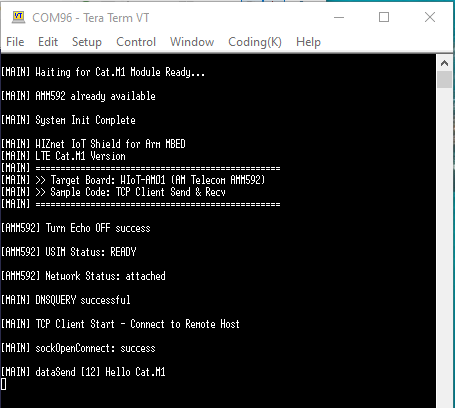 VT COM96 - Tera Term VT
File Edit Setup Control Window Coding(K) Help
[MAIN] Waiting for Cat.M1 Module Ready...
[MAIN] AMM592 already available
[MAIN] System Init Complete
[MAIN] WIZnet IoT Shield for Arm MBED
[MAIN] LTE Cat.M1 Version
[MAIN] =================================================
[MAIN] >> Target Board: WIoT-AM01 (AM Telecom AMM592)
[MAIN] >> Sample Code: TCP Client Send & Recv
[MAIN] =================================================
[AMM592] Turn Echo OFF success
[AMM592] USIM Status: READY
[AMM592] Network Status: attached
[MAIN] DNSQUERY successful
[MAIN] TCP Client Start - Connect to Remote Host
[MAIN] sockOpenConnect: success
[MAIN] dataSend [12] Hello Cat.M1